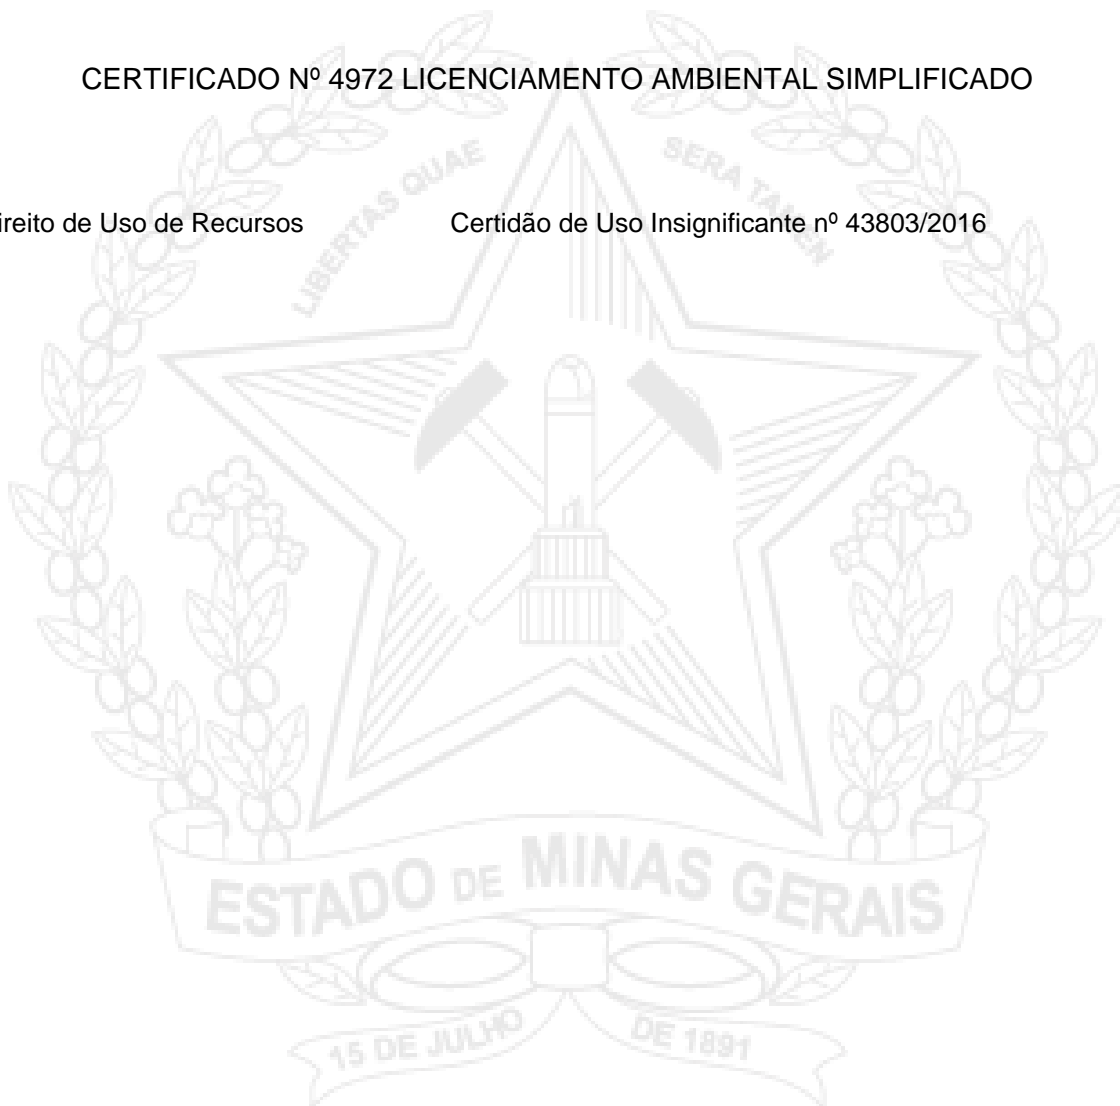 CERTIFICADO Nº 4972 LICENCIAMENTO AMBIENTAL SIMPLIFICADO
LIBERTAS QUAE SERA TAMEN
ireito de Uso de Recursos Certidão de Uso Insignificante nº 43803/2016
ESTADO DE MINAS GERAIS
15 DE JULHO DE 1891